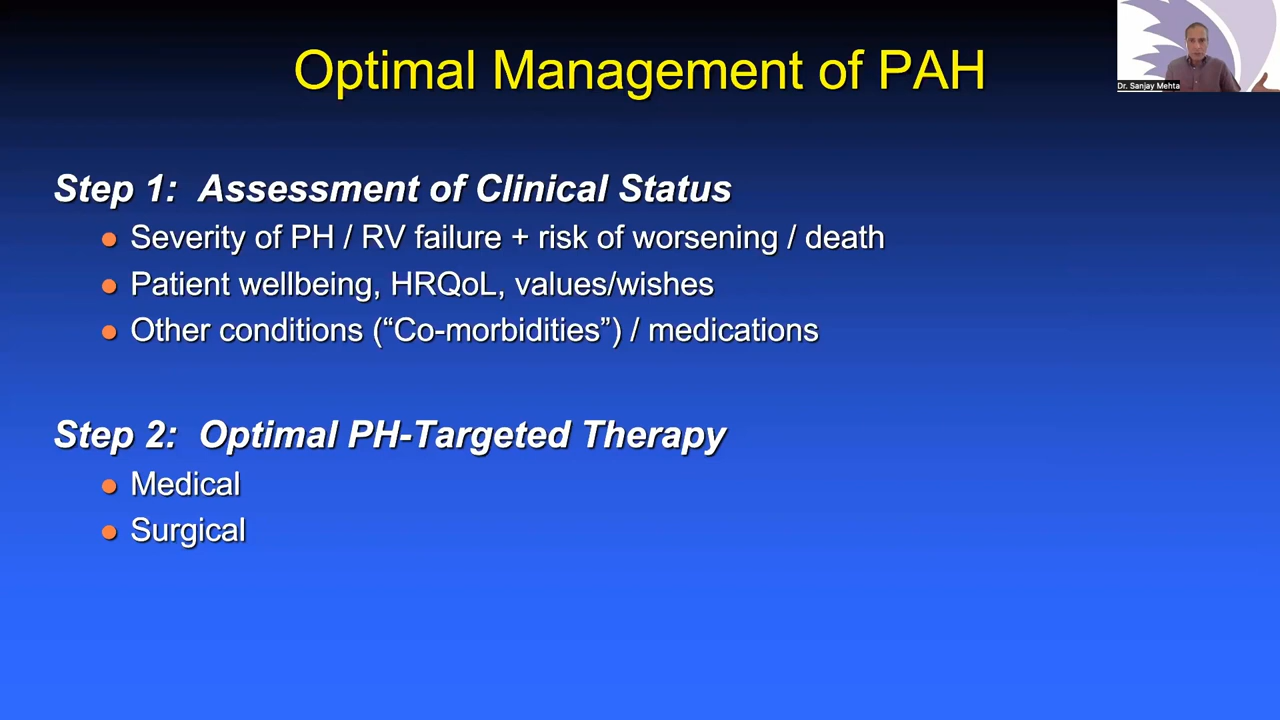 Optimal Management of PAH
Dr. Sanjay Mehta
Step 1: Assessment of Clinical Status
Severity of PH / RV failure + risk of worsening / death
Patient wellbeing, HRQoL, values/wishes
Other conditions (“Co-morbidities”) / medications
Step 2: Optimal PH-Targeted Therapy
Medical
Surgical